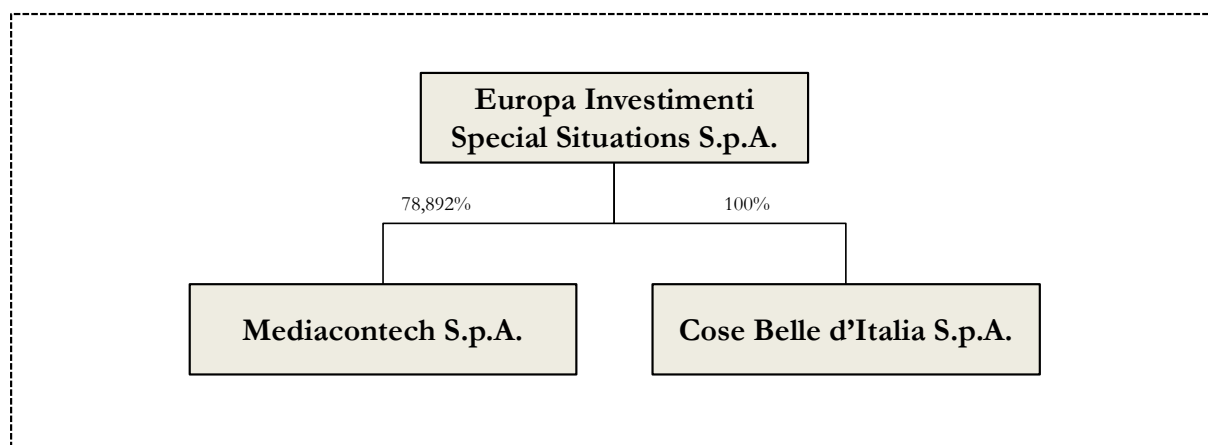 Europa Investimenti
Special Situations S.p.A.
78,892%
100%
Mediacontech S.p.A.
Cose Belle d’Italia S.p.A.